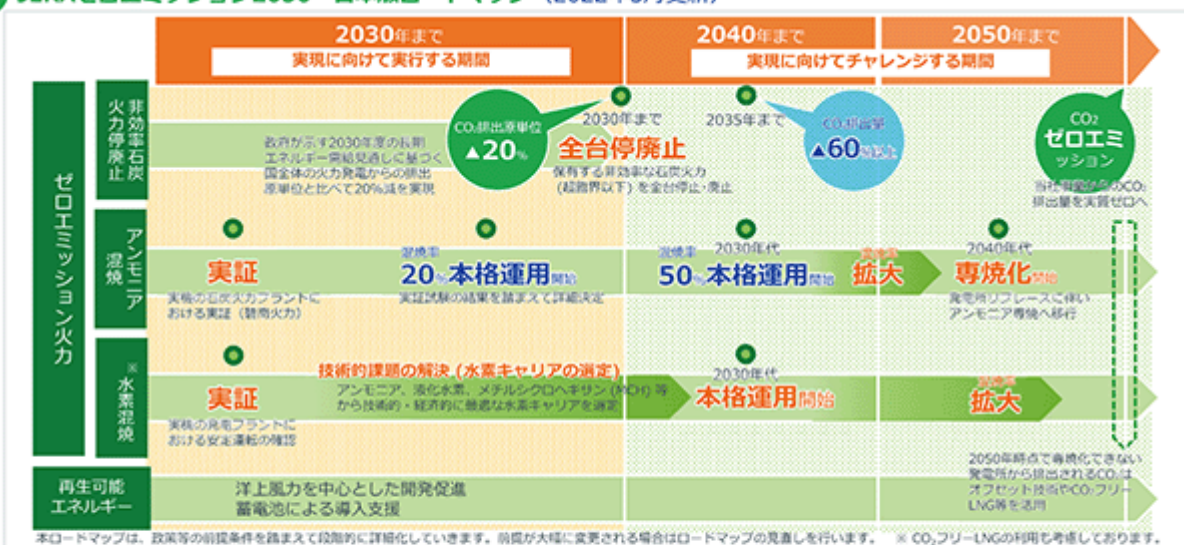 2030年まで
実現に向けて実行する期間
2040年まで
2050年まで
実現に向けてチャレンジする期間
ゼロエミッション火力
非効率石炭
火力停廃止
政府が示す2030年度の長期
エネルギー需給見通しに基づく
国全体の火力発電からの排出
原単位と比べて20%減を実現
CO₂排出原単位
▲20%
2030年まで
全台停廃止
保有する非効率な石炭火力
(超臨界以下) を全台停止・廃止
2035年まで
CO₂排出量
▲60%以上
CO₂
ゼロエミ
ッション
当社事業からのCO₂
排出量を実質ゼロへ
アンモニア
混焼
実証
実機の石炭火力プラントに
おける実証（碧南火力）
混焼率
20%本格運用開始
実証試験の結果を踏まえて詳細決定
2030年代
混焼率
50%本格運用開始
混焼率
拡大
2040年代
専焼化開始
発電所リプレースに伴い
アンモニア専焼へ移行
※
水素混焼
実証
実機の発電プラントに
おける安定運転の確認
技術的課題の解決 (水素キャリアの選定)
アンモニア、液化水素、メチルシクロヘキサン (MCH) 等
から技術的・経済的に最適な水素キャリアを選定
2030年代
本格運用開始
混焼率
拡大
2050年時点で専焼化できない
発電所から排出されるCO₂は
オフセット技術やCO₂フリー
LNG等を活用
再生可能
エネルギー
洋上風力を中心とした開発促進
蓄電池による導入支援
本ロードマップは、政策等の前提条件を踏まえて段階的に詳細化していきます。前提が大幅に変更される場合はロードマップの見直しを行います。 ※ CO₂フリーLNGの利用も考慮しております。